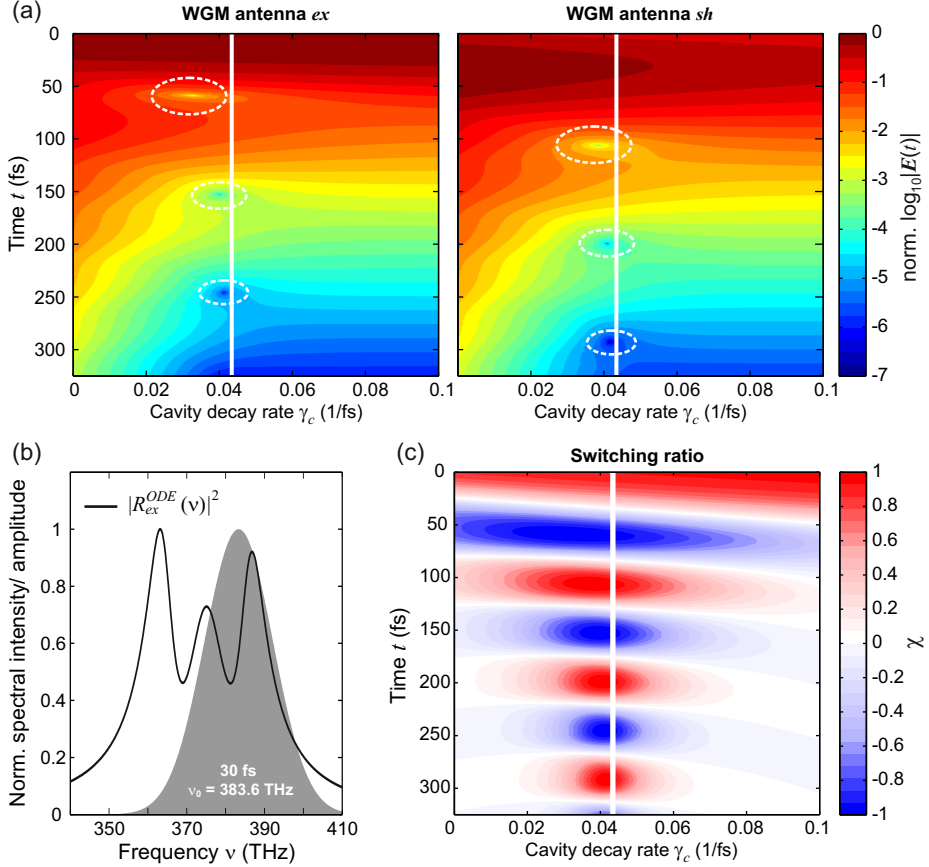 (a)
WGM antenna ex
WGM antenna sh
0
50
100
150
200
250
300
Time t (fs)
0 0.02 0.04 0.06 0.08 0.1
Cavity decay rate γc (1/fs)
0 0.02 0.04 0.06 0.08 0.1
Cavity decay rate γc (1/fs)
0
-1
-2
-3
-4
-5
-6
-7
norm. log10|E(t)|
(b)
|R_ex^ODE (ν)|²
1
0.8
0.6
0.4
0.2
0
Norm. spectral intensity/ amplitude
30 fs
ν0 = 383.6 THz
350 370 390 410
Frequency ν (THz)
(c)
Switching ratio
0
50
100
150
200
250
300
Time t (fs)
0 0.02 0.04 0.06 0.08 0.1
Cavity decay rate γc (1/fs)
1
0.8
0.6
0.4
0.2
0
-0.2
-0.4
-0.6
-0.8
-1
χ